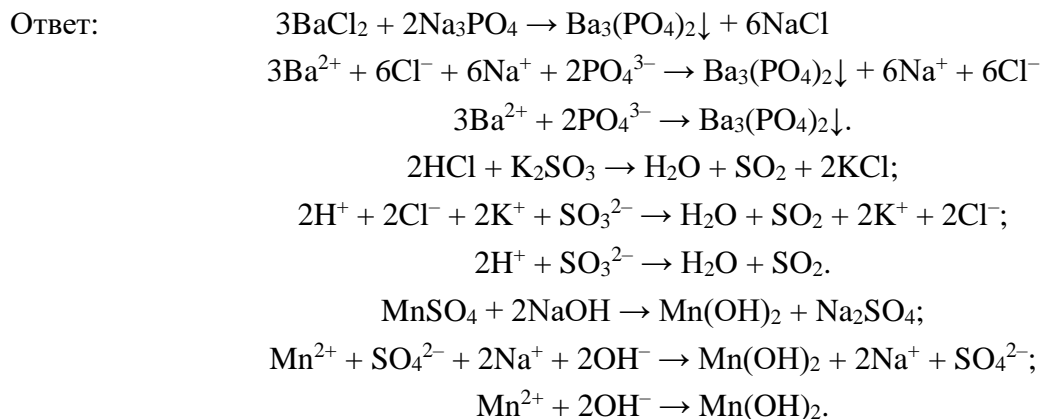 Ответ: 3BaCl₂ + 2Na₃PO₄ → Ba₃(PO₄)₂↓ + 6NaCl
3Ba²⁺ + 6Cl⁻ + 6Na⁺ + 2PO₄³⁻ → Ba₃(PO₄)₂↓ + 6Na⁺ + 6Cl⁻
3Ba²⁺ + 2PO₄³⁻ → Ba₃(PO₄)₂↓.
2HCl + K₂SO₃ → H₂O + SO₂ + 2KCl;
2H⁺ + 2Cl⁻ + 2K⁺ + SO₃²⁻ → H₂O + SO₂ + 2K⁺ + 2Cl⁻;
2H⁺ + SO₃²⁻ → H₂O + SO₂.
MnSO₄ + 2NaOH → Mn(OH)₂ + Na₂SO₄;
Mn²⁺ + SO₄²⁻ + 2Na⁺ + 2OH⁻ → Mn(OH)₂ + 2Na⁺ + SO₄²⁻;
Mn²⁺ + 2OH⁻ → Mn(OH)₂.